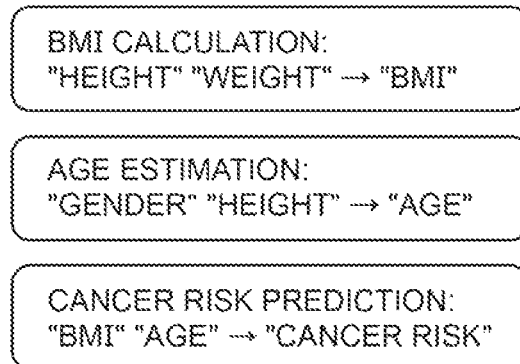 BMI CALCULATION:
"HEIGHT" "WEIGHT" → "BMI"
AGE ESTIMATION:
"GENDER" "HEIGHT" → "AGE"
CANCER RISK PREDICTION:
"BMI" "AGE" → "CANCER RISK"